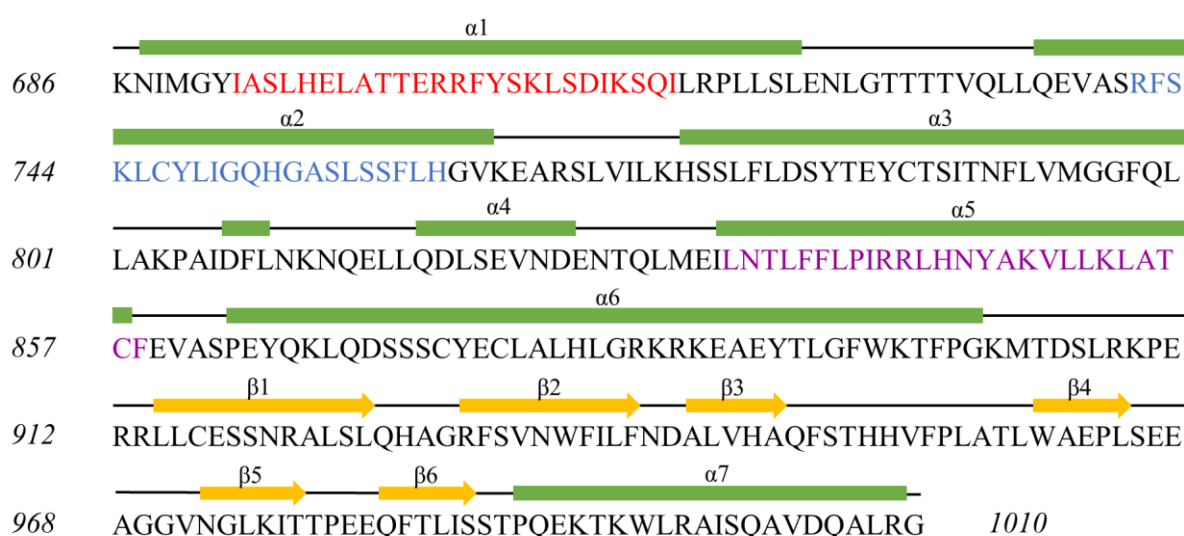 α1
686 KNIMGYIASLHELATTERRFYSKLSDIKSQILRPLLSLENLGTTTTVQLLQEVASRFS
α2 α3
744 KLCYLIGQHGASLSSFLHGVKEARSLVILKHSSLFLDSYTEYCTSITNFLVMGGFQL
α4 α5
801 LAKPAIDFLNKNQELLQDLSEVNDENTQLMEILNTLFFLPIRRLHNYAKVLLKLAT
α6
857 CFEVASPEYQKLQDSSSCYECLALHLGRKRKEAEYTLGFWKTFPGKMTDSLRKPE
β1 β2 β3 β4
912 RRLLCESSNRALSLQHAGRFSVNWFILFNDALVHAQFSTHHVFPLATLWAEPLSEE
β5 β6 α7
968 AGGVNGLKITTPEEQFTLISSTPQEKTKWLRAISQAVDQALRG 1010